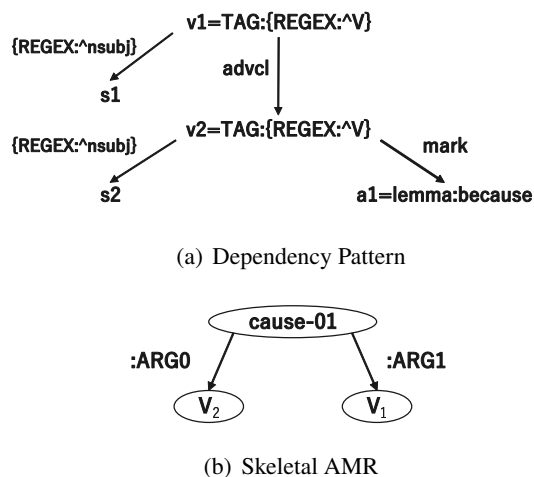 v1=TAG:{REGEX:^V}
{REGEX:^nsubj}
advcl
s1
v2=TAG:{REGEX:^V}
{REGEX:^nsubj}
mark
s2
a1=lemma:because
(a) Dependency Pattern
cause-01
:ARG0
:ARG1
V₂
V₁
(b) Skeletal AMR